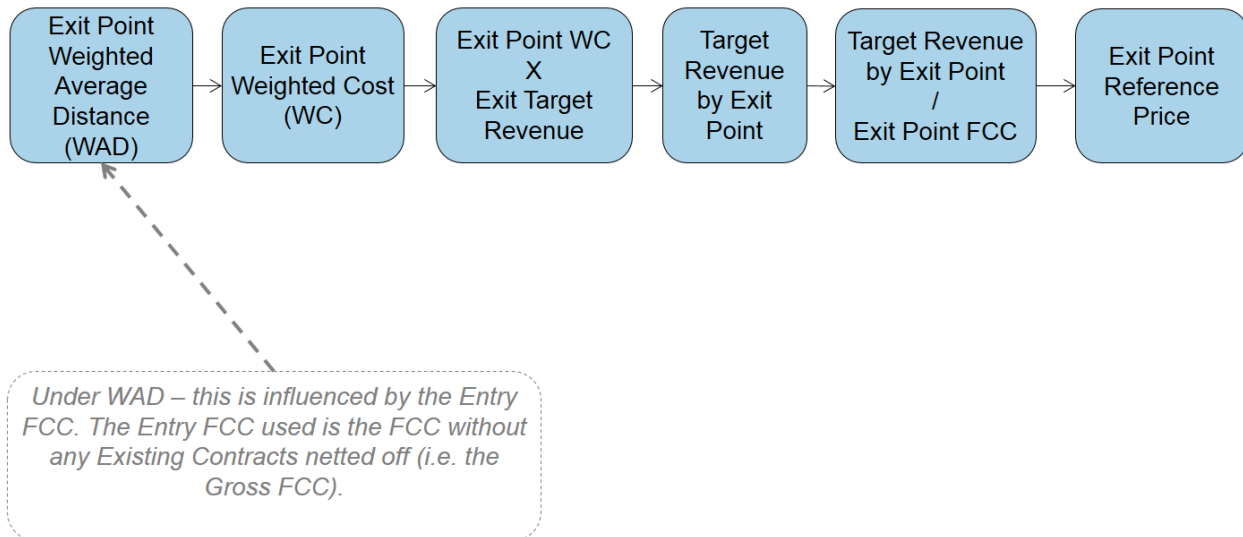 Exit Point
Weighted
Average
Distance
(WAD)
Exit Point
Weighted Cost
(WC)
Exit Point WC
X
Exit Target
Revenue
Target
Revenue
by Exit
Point
Target Revenue
by Exit Point
/
Exit Point FCC
Exit Point
Reference
Price
Under WAD – this is influenced by the Entry
FCC. The Entry FCC used is the FCC without
any Existing Contracts netted off (i.e. the
Gross FCC).